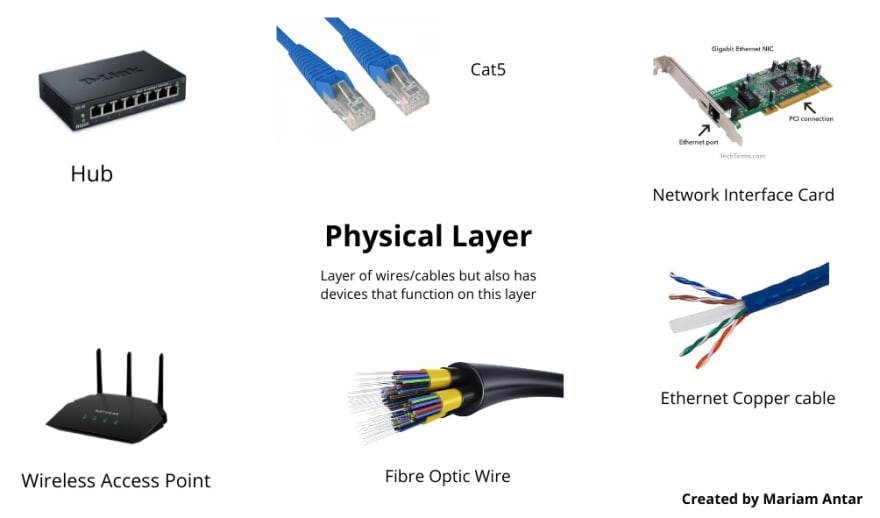 D-Link
Hub
Cat5
Gigabit Ethernet NIC
Ethernet port
PCI connection
TechTerms.com
Network Interface Card
Physical Layer
Layer of wires/cables but also has
devices that function on this layer
Ethernet Copper cable
NETGEAR
Wireless Access Point
Fibre Optic Wire
Created by Mariam Antar